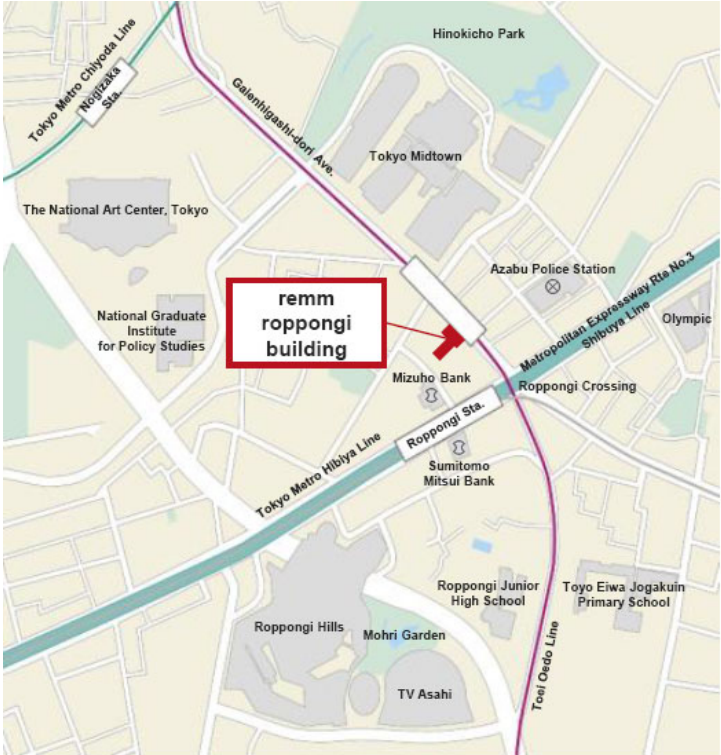 Hinokicho Park
Tokyo Metro Chiyoda Line
Nogizaka
Sta.
Gaienhigashi-dori Ave.
Tokyo Midtown
The National Art Center, Tokyo
Azabu Police Station
Metropolitan Expressway Rte No.3
Shibuya Line
National Graduate
Institute
for Policy Studies
remm
roppongi
building
Olympic
Mizuho Bank
Roppongi Crossing
Roppongi Sta.
Tokyo Metro Hibiya Line
Sumitomo
Mitsui Bank
Roppongi Junior
High School
Toyo Eiwa Jogakuin
Primary School
Roppongi Hills
Mohri Garden
TV Asahi
Toei Oedo Line